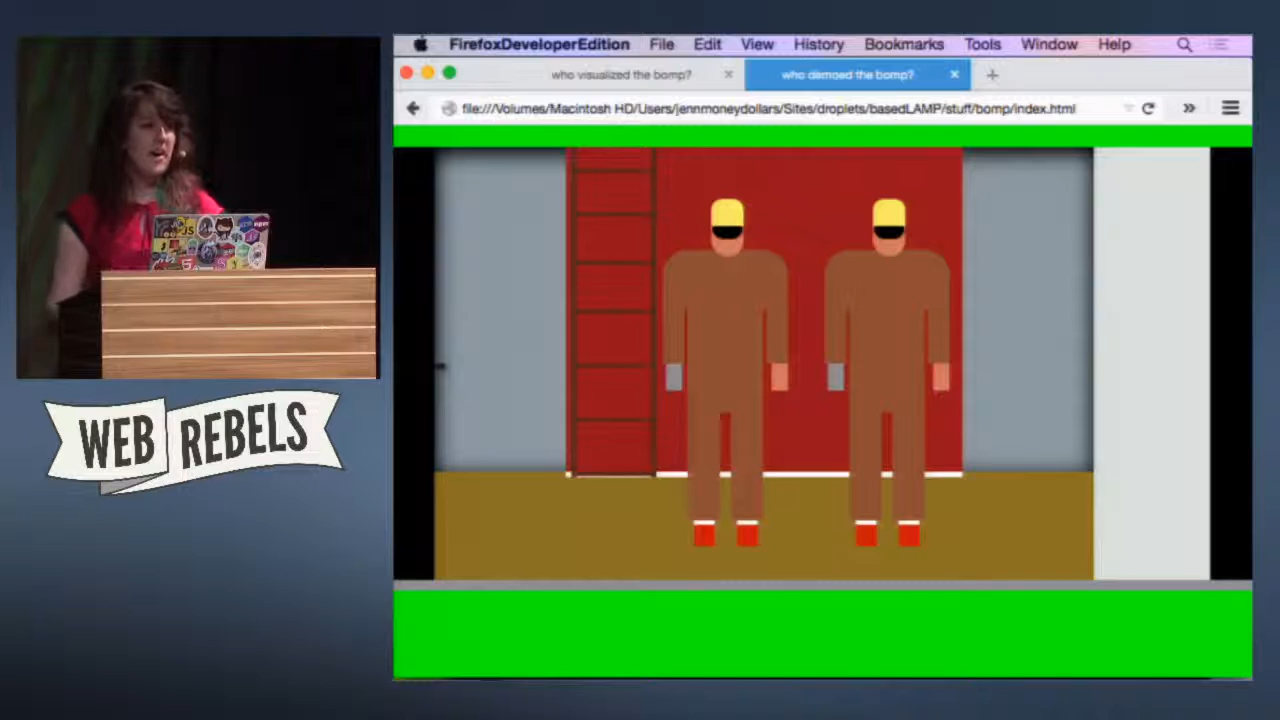 FirefoxDeveloperEdition File Edit View History Bookmarks Tools Window Help
who visualized the bomp? who demoed the bomp?
file:///Volumes/Macintosh HD/Users/jennmoneydollars/Sites/droplets/basedLAMP/stuff/bomp/index.html
JS
WEB REBELS